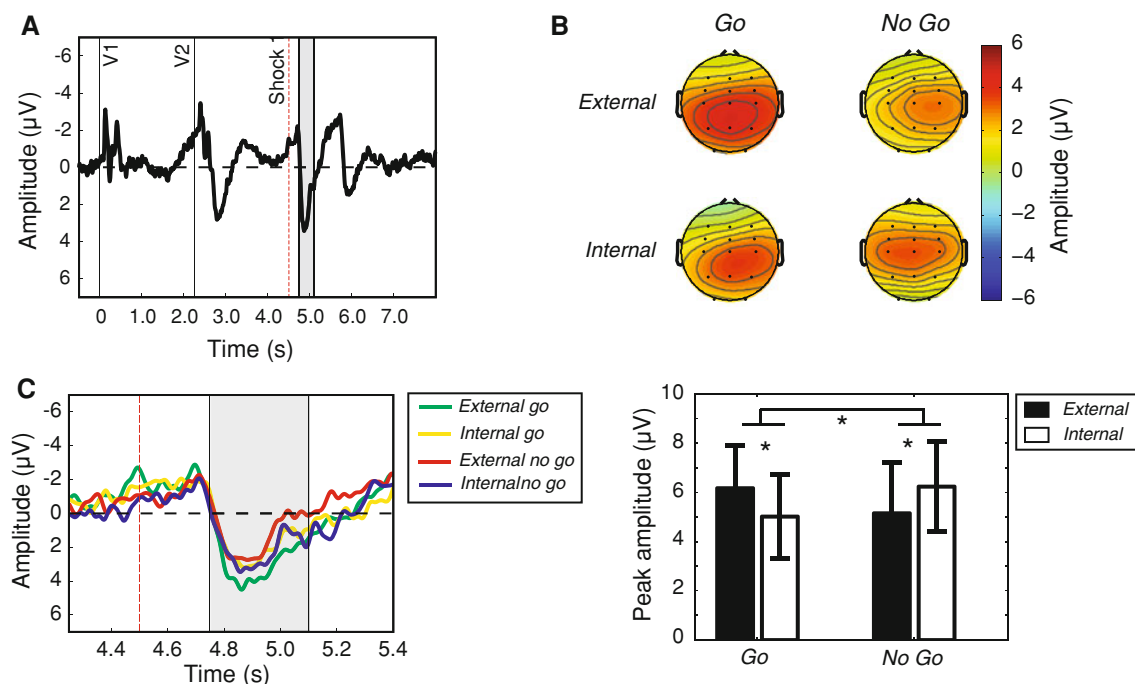 A
-6
-4
-2
0
2
4
6
Amplitude (µV)
V1
V2
Shock 1
0 1.0 2.0 3.0 4.0 5.0 6.0 7.0
Time (s)
B
Go No Go
External
Internal
6
4
2
0
−2
−4
−6
Amplitude (µV)
C
-6
-4
-2
0
2
4
6
Amplitude (µV)
4.4 4.6 4.8 5.0 5.2 5.4
Time (s)
External go
Internal go
External no go
Internal no go
10
8
6
4
2
0
Peak amplitude (µV)
*
* *
Go No Go
External
Internal